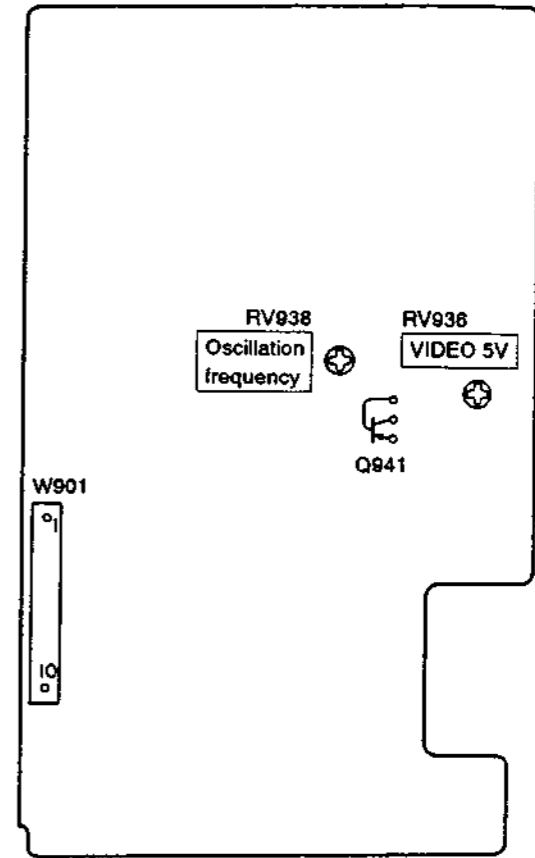 RV938
Oscillation
frequency
RV936
VIDEO 5V
Q941
W901
1
10